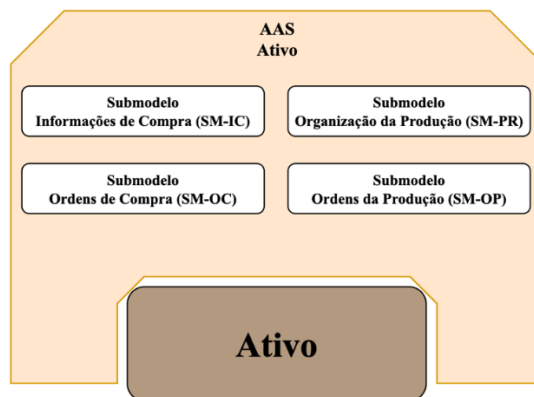 AAS
Ativo
Submodelo
Informações de Compra (SM-IC)
Submodelo
Organização da Produção (SM-PR)
Submodelo
Ordens de Compra (SM-OC)
Submodelo
Ordens da Produção (SM-OP)
Ativo